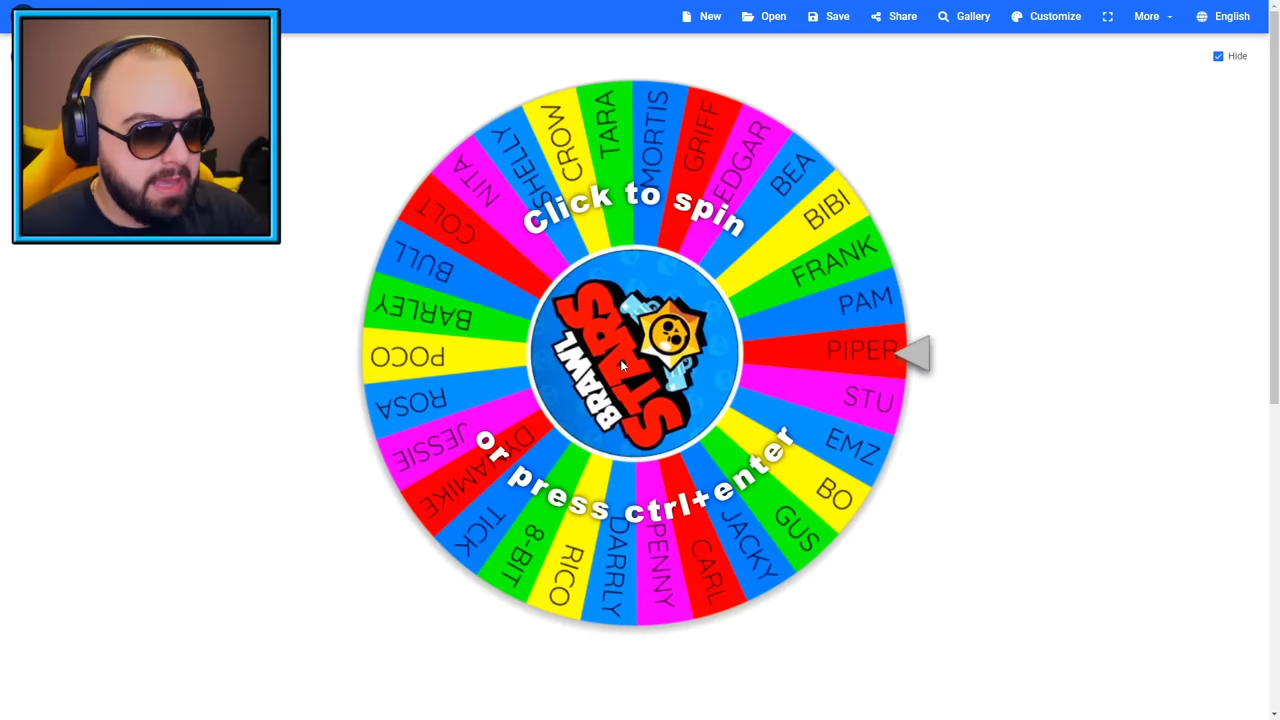 New
Open
Save
Share
Gallery
Customize
More
English
Hide
SHELLY
CROW
TARA
MORTIS
GRIFF
EDGAR
BEA
BIBI
FRANK
PAM
PIPER
STU
EMZ
BO
GUS
JACKY
CARL
PENNY
DARRLY
RICO
8-BIT
TICK
DYNAMIKE
JESSIE
ROSA
POCO
BARLEY
BULL
COLT
NITA
Click to spin
BRAWL
STARS
or press ctrl+enter